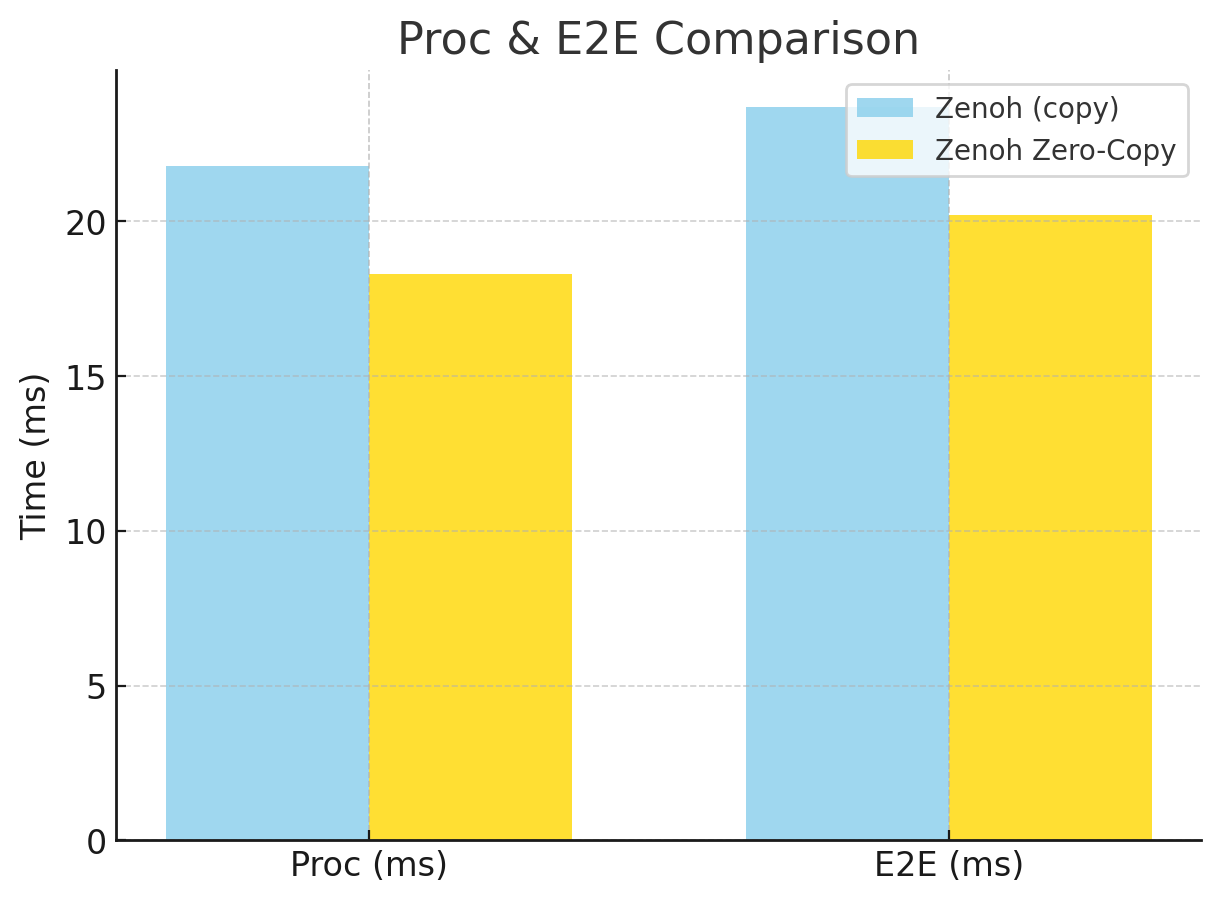 Proc & E2E Comparison
Zenoh (copy)
Zenoh Zero-Copy
Time (ms)
20
15
10
5
0
Proc (ms)
E2E (ms)